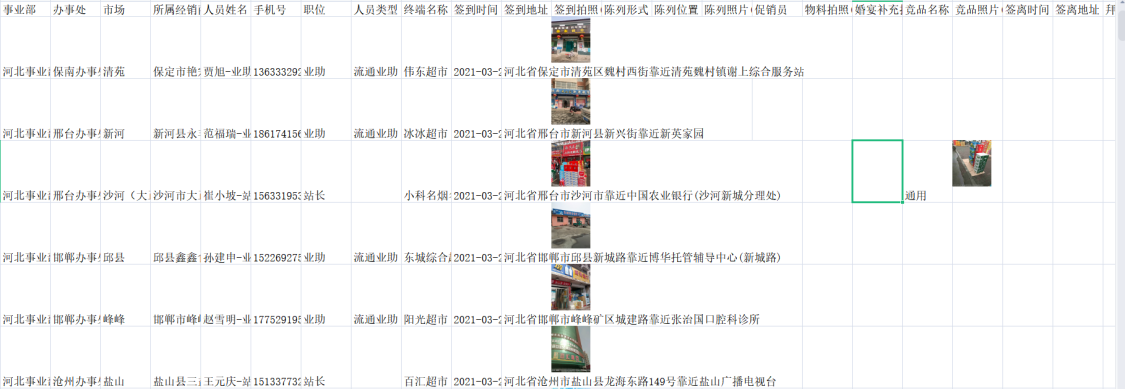 事业部 办事处 市场 所属经销商 人员姓名 手机号 职位 人员类型 终端名称 签到时间 签到地址 签到拍照( 陈列形式 陈列位置 陈列照片( 促销员 物料拍照( 婚宴补充 竞品名称 竞品照片( 签离时间 签离地址 拜
河北事业 保南办事 清苑 保定市艳 贾旭-业助 136333292 业助 流通业类型 伟东超市 2021-03-2 河北省保定市清苑区魏村西街靠近清苑魏村镇谢上综合服务站
河北事业 邢台办事 新河 新河县永 范福瑞-业 186174156 业助 流通业类型 冰冰超市 2021-03-2 河北省邢台市新河县新兴街靠近新英家园
河北事业 邢台办事 沙河（大 沙河市大 崔小坡-站 156331953 站长 小科名烟 2021-03-2 河北省邢台市沙河市靠近中国农业银行(沙河新城分理处) 通用
河北事业 邯郸办事 邱县 邱县鑫鑫 孙建申-业 152269275 业助 流通业类型 东城综合 2021-03-2 河北省邯郸市邱县新城路靠近博华托管辅导中心(新城路)
河北事业 邯郸办事 峰峰 邯郸市峰 赵雪明-业 177529195 业助 流通业类型 阳光超市 2021-03-2 河北省邯郸市峰峰矿区城建路靠近张治国口腔科诊所
河北事业 沧州办事 盐山 盐山县三 王元庆-站 151337732 站长 百汇超市 2021-03-2 河北省沧州市盐山县龙海东路149号靠近盐山广播电视台